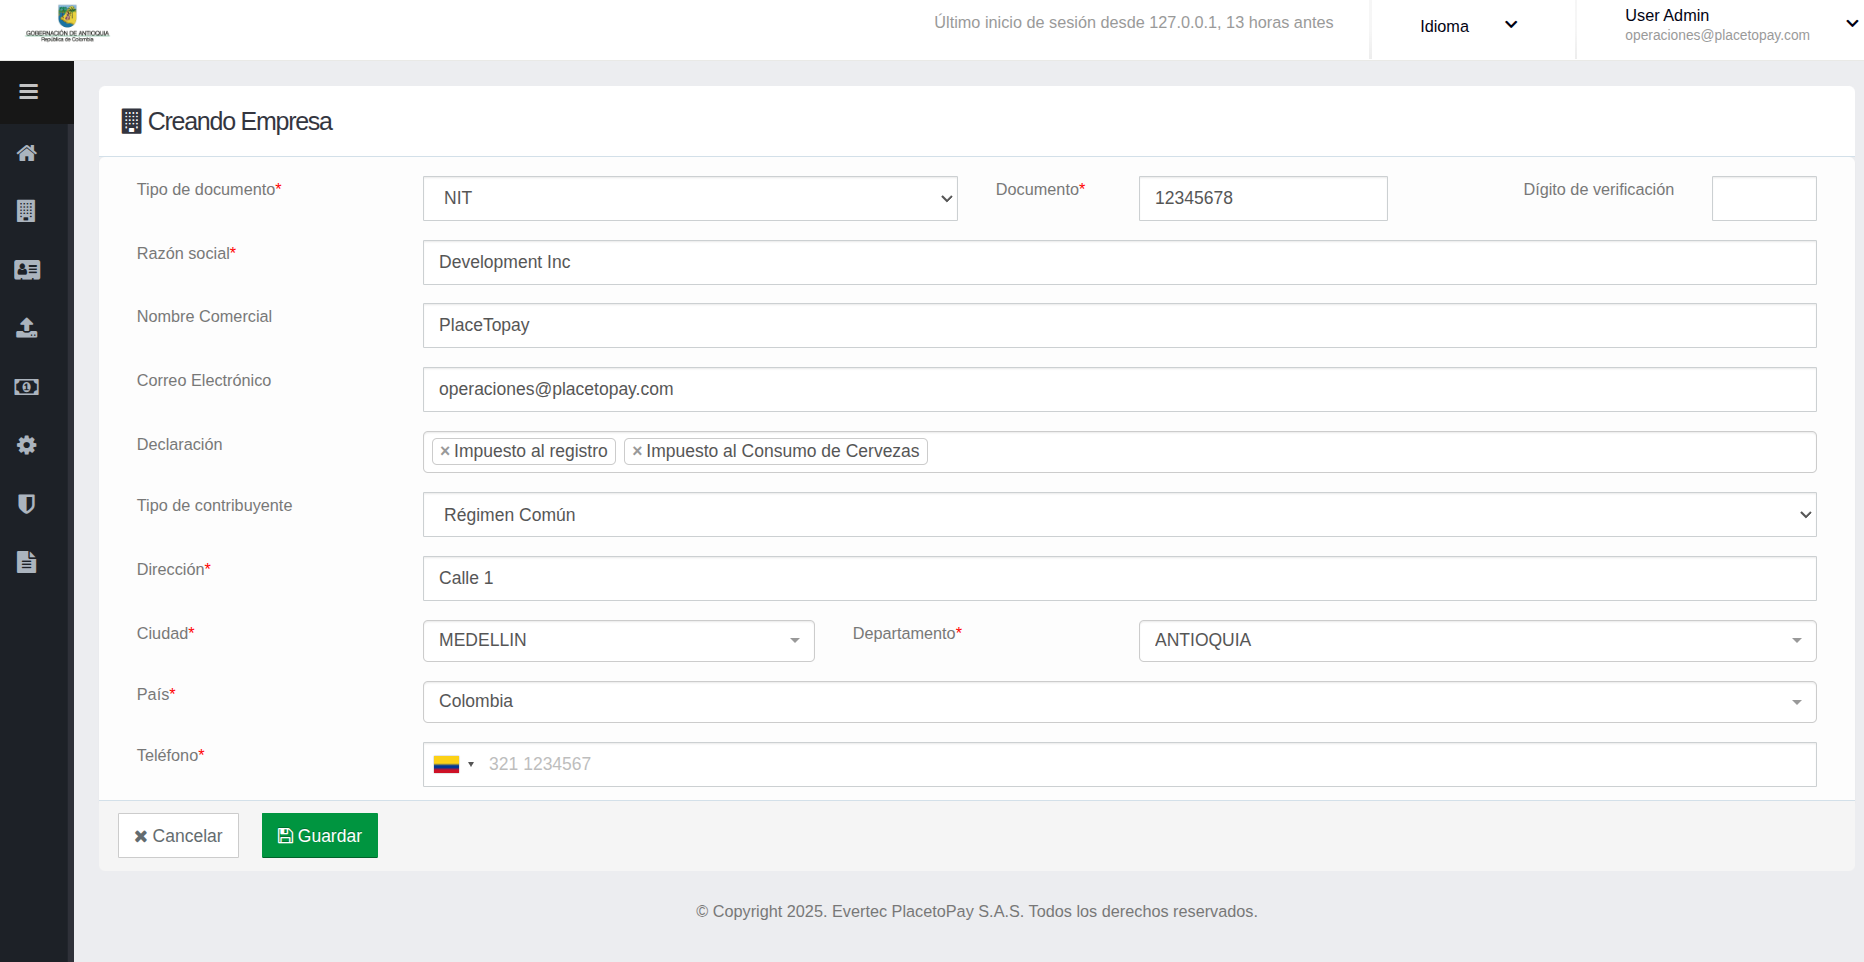 GOBERNACIÓN DE ANTIOQUIA
República de Colombia
Último inicio de sesión desde 127.0.0.1, 13 horas antes
Idioma
User Admin
operaciones@placetopay.com
Creando Empresa
Tipo de documento* NIT Documento* 12345678 Dígito de verificación
Razón social* Development Inc
Nombre Comercial PlaceTopay
Correo Electrónico operaciones@placetopay.com
Declaración × Impuesto al registro × Impuesto al Consumo de Cervezas
Tipo de contribuyente Régimen Común
Dirección* Calle 1
Ciudad* MEDELLIN Departamento* ANTIOQUIA
País* Colombia
Teléfono* 321 1234567
Cancelar Guardar
© Copyright 2025. Evertec PlacetoPay S.A.S. Todos los derechos reservados.